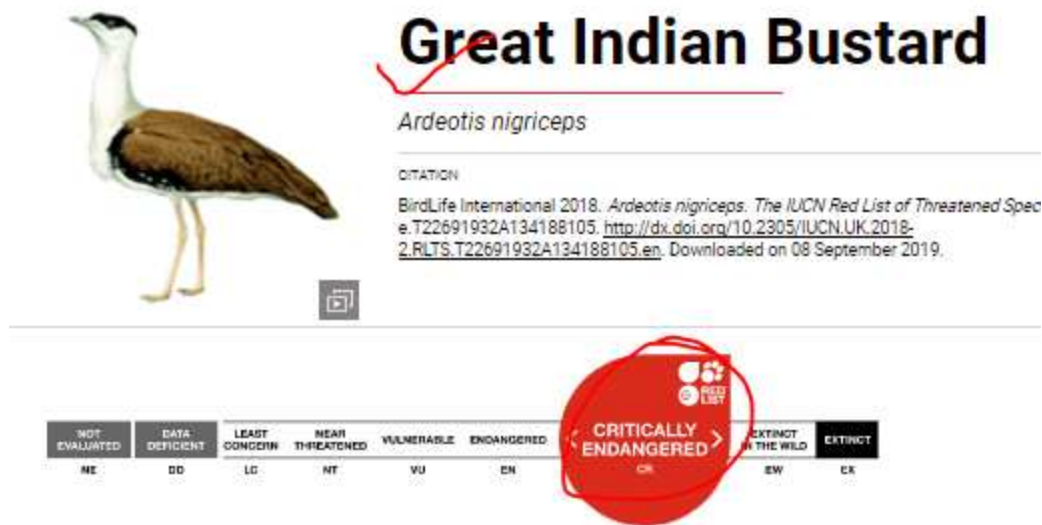 Great Indian Bustard
Ardeotis nigriceps
CITATION
BirdLife International 2018. Ardeotis nigriceps. The IUCN Red List of Threatened Spec
e.T22691932A134188105. http://dx.doi.org/10.2305/IUCN.UK.2018-
2.RLTS.T22691932A134188105.en. Downloaded on 08 September 2019.
RED
LIST
NOT
EVALUATED
NE
DATA
DEFICIENT
DD
LEAST
CONCERN
LC
NEAR
THREATENED
NT
VULNERABLE
VU
ENDANGERED
EN
< CRITICALLY
ENDANGERED >
CR
EXTINCT
IN THE WILD
EW
EXTINCT
EX